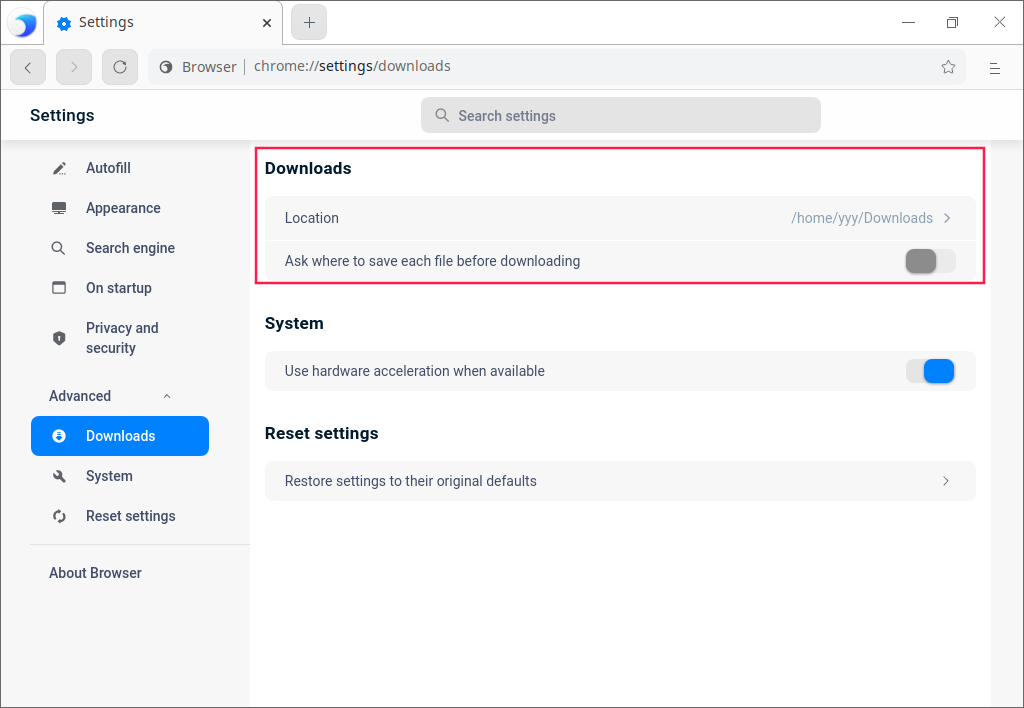 Settings
Browser
chrome://settings/downloads
Settings
Search settings
Autofill
Appearance
Search engine
On startup
Privacy and
security
Advanced
Downloads
System
Reset settings
About Browser
Downloads
Location
/home/yyy/Downloads
Ask where to save each file before downloading
System
Use hardware acceleration when available
Reset settings
Restore settings to their original defaults